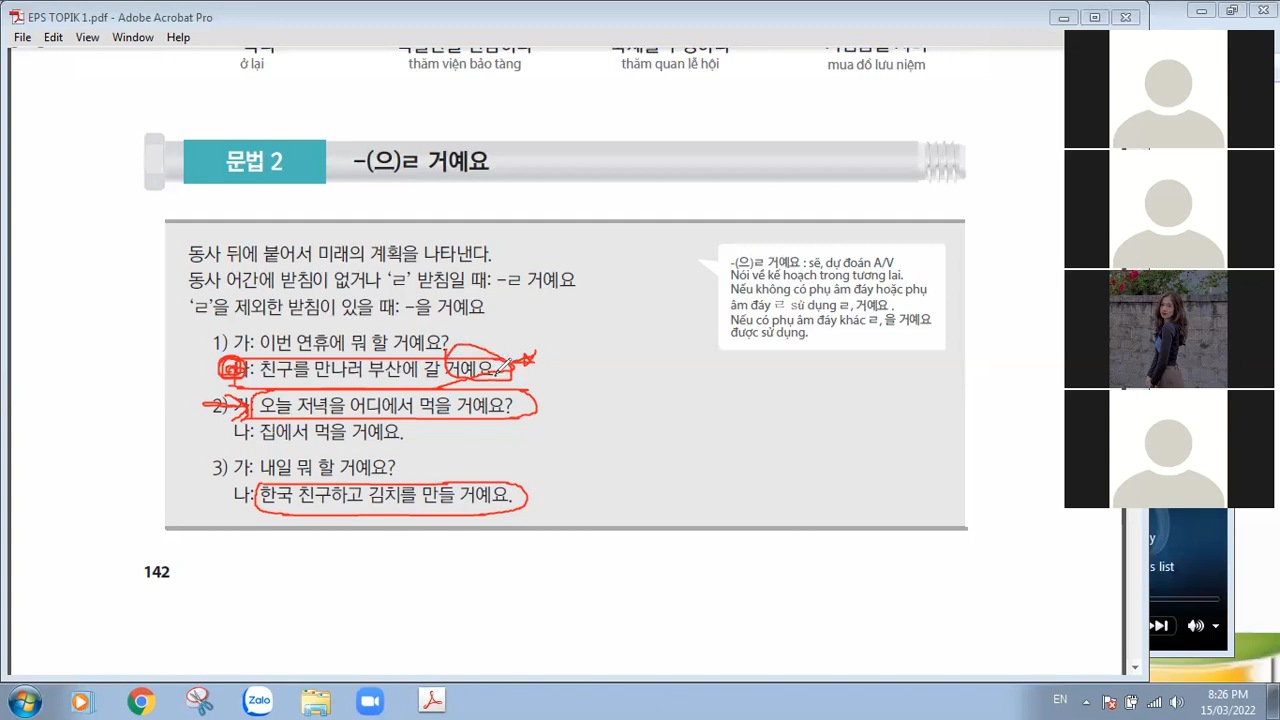 EPS TOPIK 1.pdf - Adobe Acrobat Pro
File Edit View Window Help
ở lại thăm viện bảo tàng thăm quan lễ hội mua đồ lưu niệm
문법 2 -(으)ㄹ 거예요
동사 뒤에 붙어서 미래의 계획을 나타낸다.
동사 어간에 받침이 없거나 ‘ㄹ’ 받침일 때: -ㄹ 거예요
‘ㄹ’을 제외한 받침이 있을 때: -을 거예요
-(으)ㄹ 거예요 : sẽ, dự đoán A/V
Nói về kế hoạch trong tương lai.
Nếu không có phụ âm đáy hoặc phụ
âm đáy ㄹ sử dụng ㄹ, 거예요 .
Nếu có phụ âm đáy khác ㄹ, 을 거예요
được sử dụng.
1) 가: 이번 연휴에 뭐 할 거예요?
친구를 만나러 부산에 갈 거예요.
2) 가: 오늘 저녁을 어디에서 먹을 거예요?
나: 집에서 먹을 거예요.
3) 가: 내일 뭐 할 거예요?
나: 한국 친구하고 김치를 만들 거예요.
142
s list
Zalo
EN
8:26 PM
15/03/2022